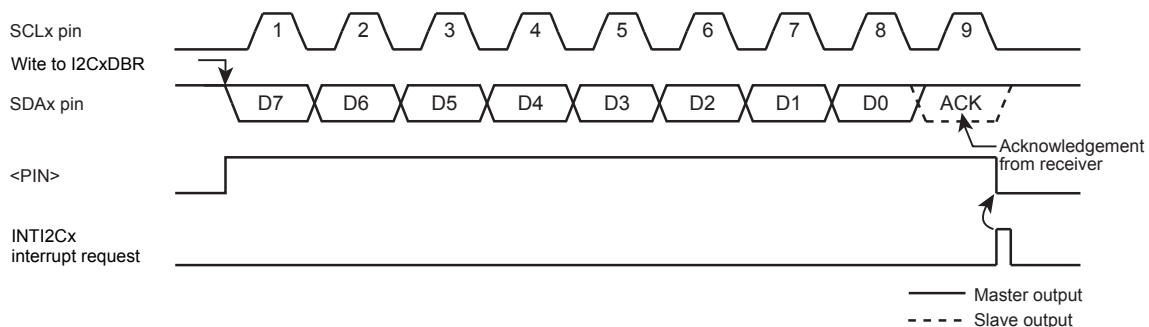 SCLx pin
1 2 3 4 5 6 7 8 9
Wite to I2CxDBR
SDAx pin
D7 D6 D5 D4 D3 D2 D1 D0 ACK
Acknowledgement
from receiver
<PIN>
INTI2Cx
interrupt request
Master output
Slave output